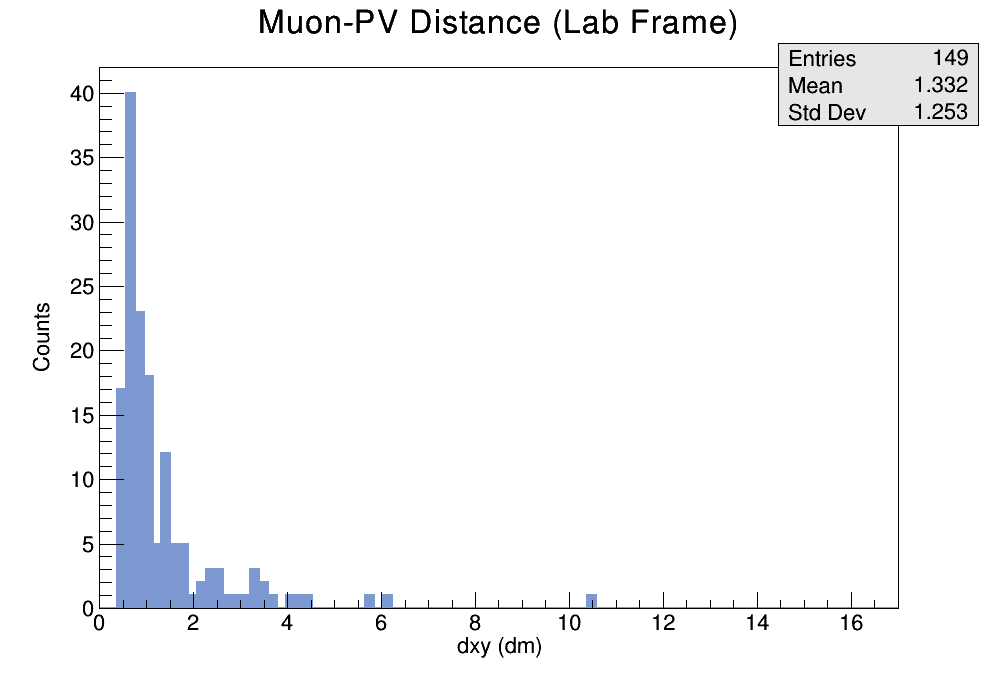 Muon-PV Distance (Lab Frame)
Entries 149
Mean 1.332
Std Dev 1.253
40
35
30
25
20
15
10
5
0
Counts
0 2 4 6 8 10 12 14 16
dxy (dm)